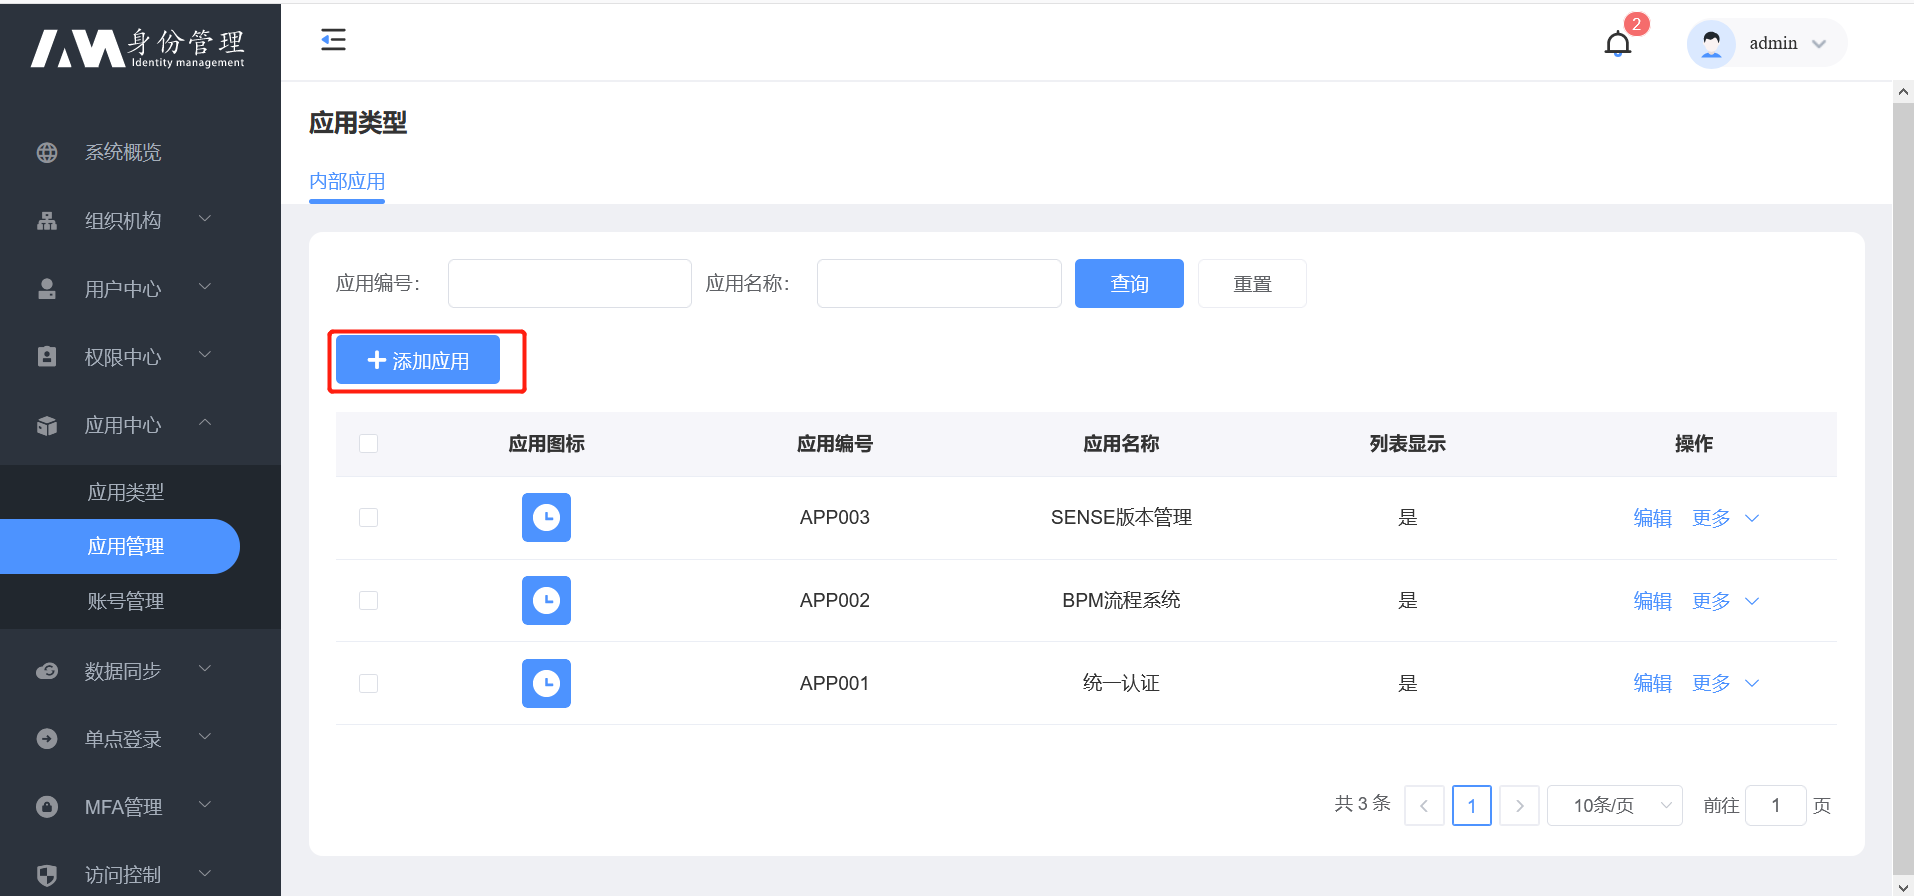 身份管理
Identity management
2
admin
系统概览
组织机构
用户中心
权限中心
应用中心
应用类型
应用管理
账号管理
数据同步
单点登录
MFA管理
访问控制
应用类型
内部应用
应用编号：
应用名称：
查询
重置
添加应用
应用图标 应用编号 应用名称 列表显示 操作
APP003 SENSE版本管理 是 编辑 更多
APP002 BPM流程系统 是 编辑 更多
APP001 统一认证 是 编辑 更多
共 3 条 1 10条/页 前往 1 页